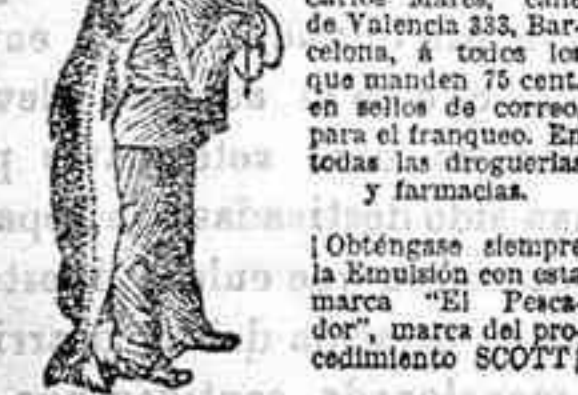 Carlos Marés, calle
de Valencia 333, Bar-
celona, á todos los
que manden 75 cent.
en sellos de correo
para el franqueo. En
todas las droguerías
y farmacias.
¡Obténgase siempre
la Emulsión con esta
marca "El Pesca-
dor", marca del pro-
cedimiento SCOTT!